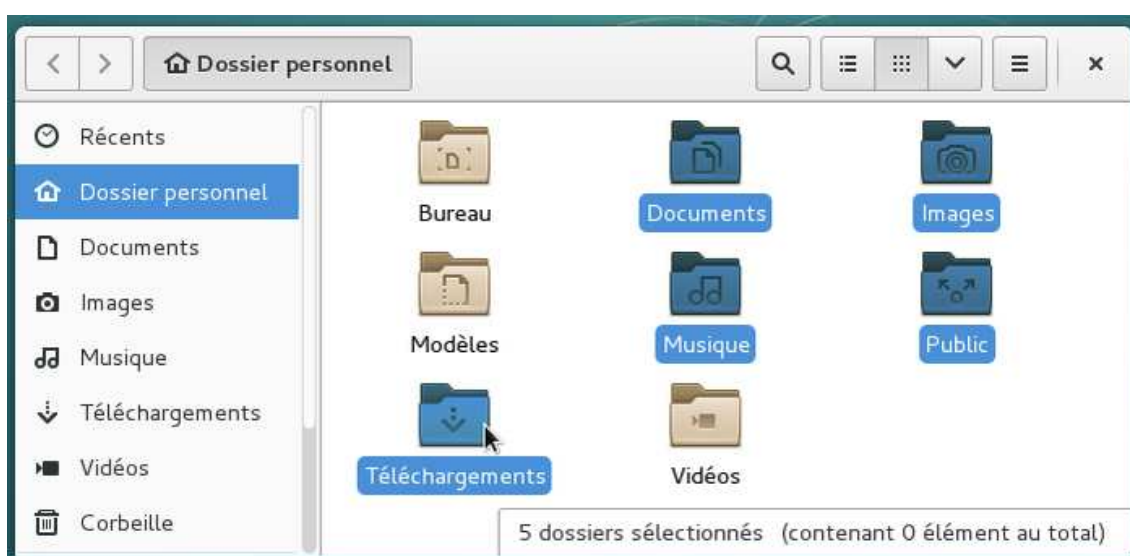 Dossier personnel
Récents
Dossier personnel
Documents
Images
Musique
Téléchargements
Vidéos
Corbeille
Bureau
Documents
Images
Modèles
Musique
Public
Téléchargements
Vidéos
5 dossiers sélectionnés (contenant 0 élément au total)